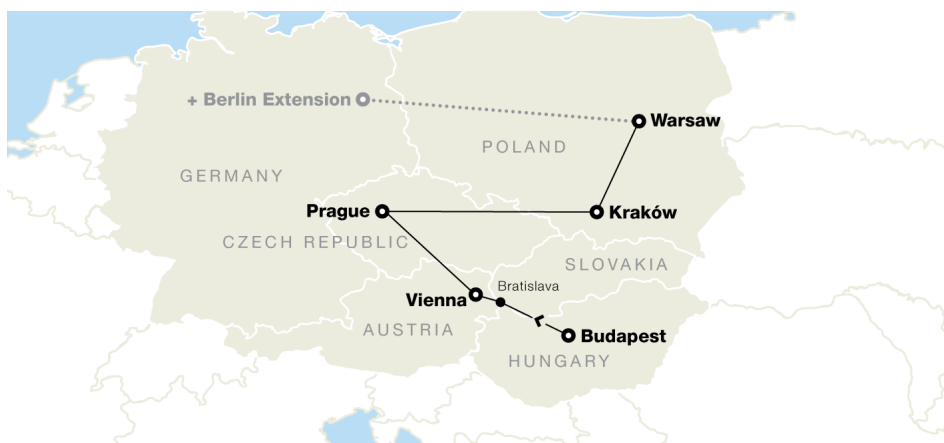 + Berlin Extension
Warsaw
POLAND
GERMANY
Prague
Kraków
CZECH REPUBLIC
SLOVAKIA
Bratislava
Vienna
AUSTRIA
Budapest
HUNGARY